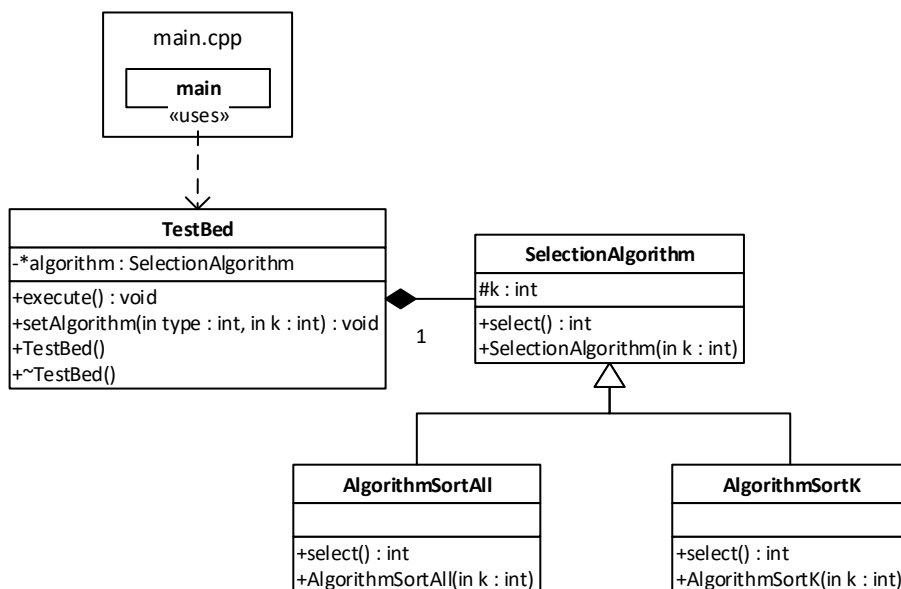 main.cpp
main
«uses»
TestBed
-*algorithm : SelectionAlgorithm
+execute() : void
+setAlgorithm(in type : int, in k : int) : void
+TestBed()
+~TestBed()
1
SelectionAlgorithm
#k : int
+select() : int
+SelectionAlgorithm(in k : int)
AlgorithmSortAll
+select() : int
+AlgorithmSortAll(in k : int)
AlgorithmSortK
+select() : int
+AlgorithmSortK(in k : int)